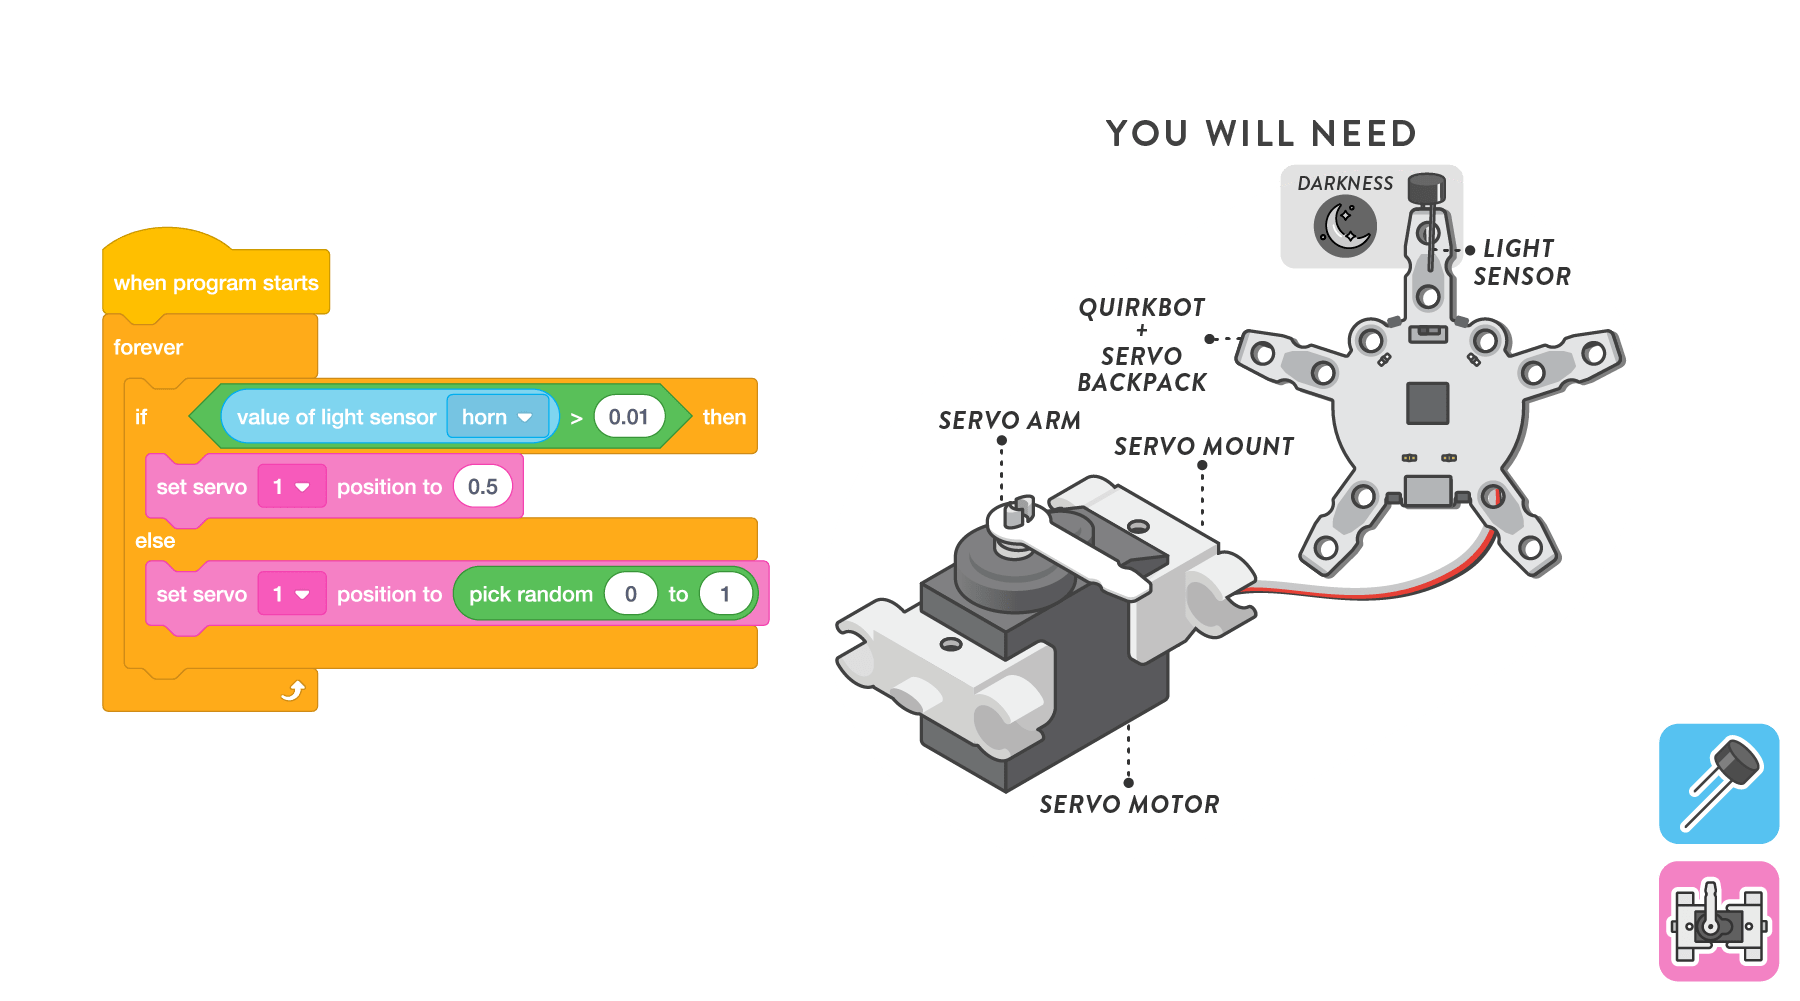 when program starts
forever
if value of light sensor horn > 0.01 then
set servo 1 position to 0.5
else
set servo 1 position to pick random 0 to 1
YOU WILL NEED
DARKNESS
LIGHT
SENSOR
QUIRKBOT
+
SERVO
BACKPACK
SERVO ARM
SERVO MOUNT
SERVO MOTOR